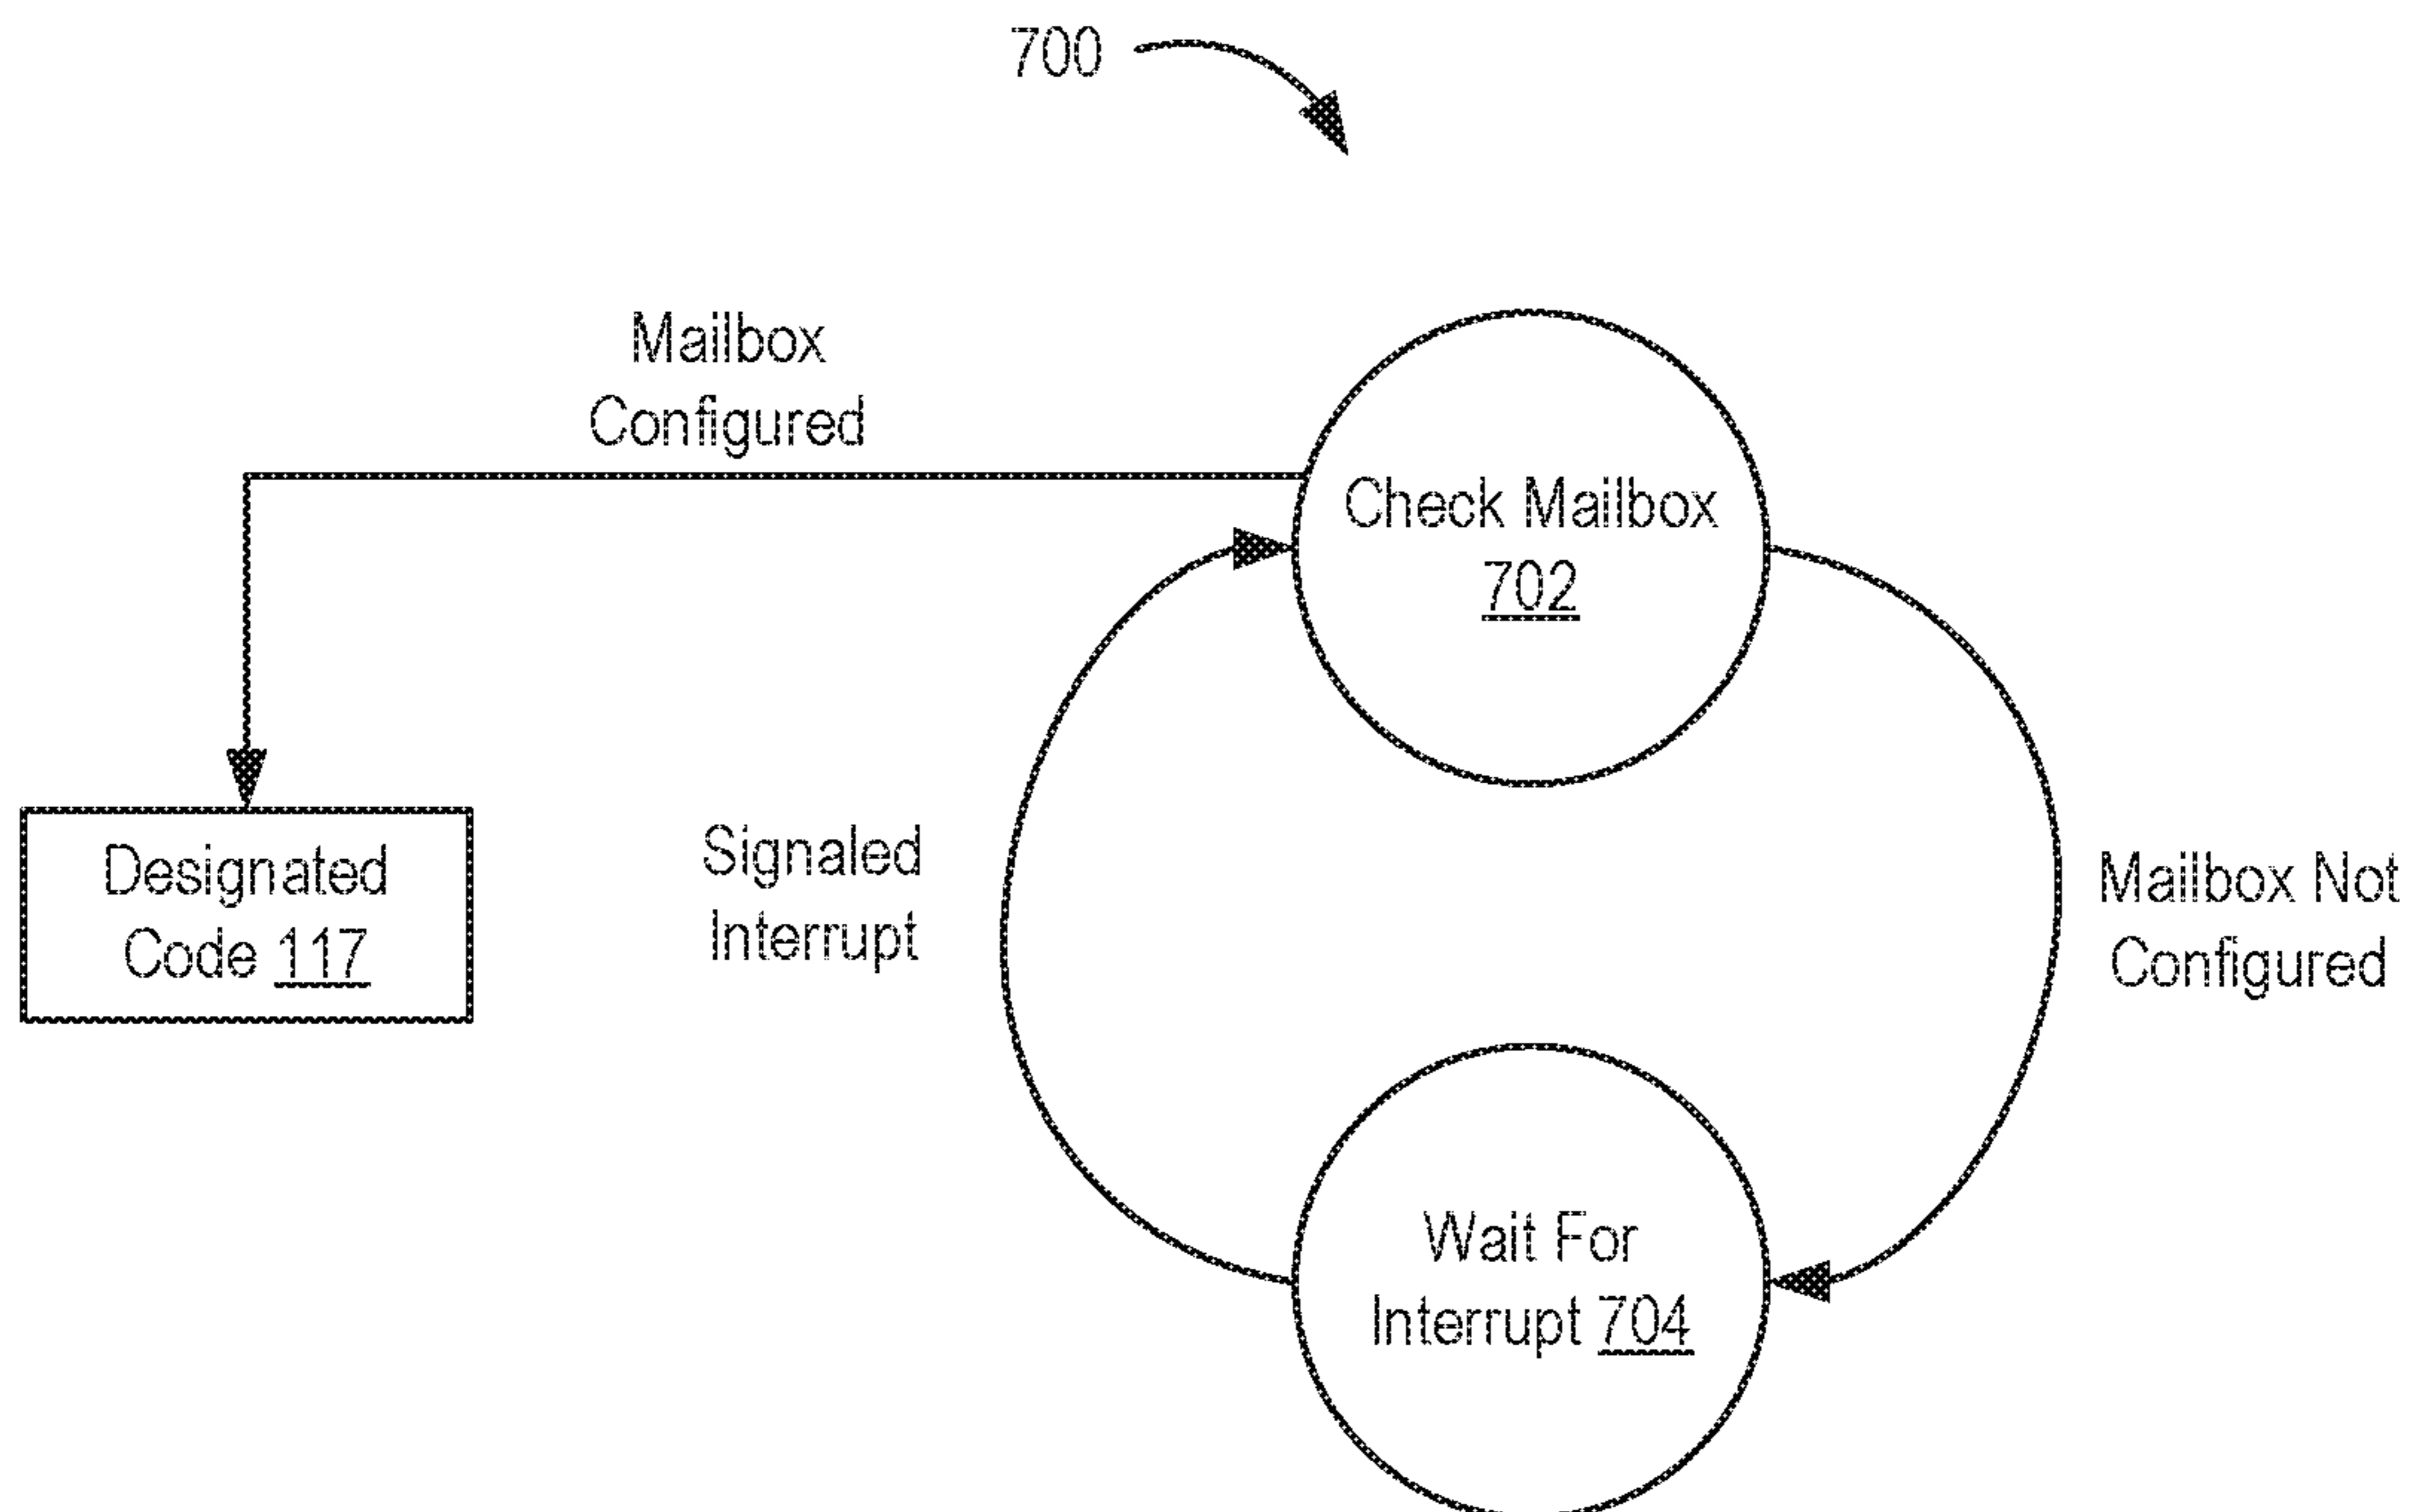 700
Mailbox
Configured
Check Mailbox
702
Designated
Code 117
Signaled
Interrupt
Mailbox Not
Configured
Wait For
Interrupt 704